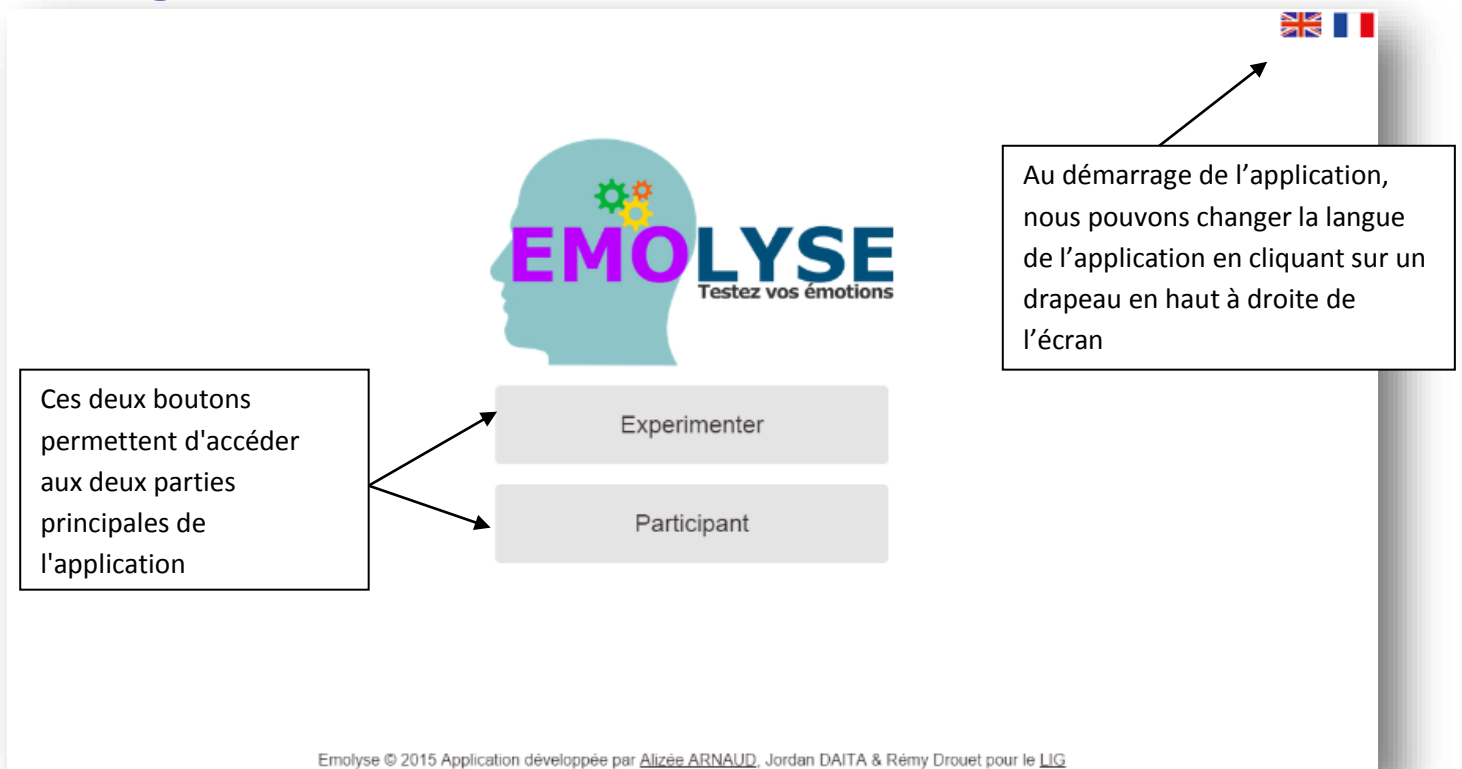 Au démarrage de l’application,
nous pouvons changer la langue
de l’application en cliquant sur un
drapeau en haut à droite de
l’écran
EMOLYSE
Testez vos émotions
Ces deux boutons
permettent d'accéder
aux deux parties
principales de
l'application
Experimenter
Participant
Emolyse © 2015 Application développée par Alizée ARNAUD, Jordan DAITA & Rémy Drouet pour le LIG